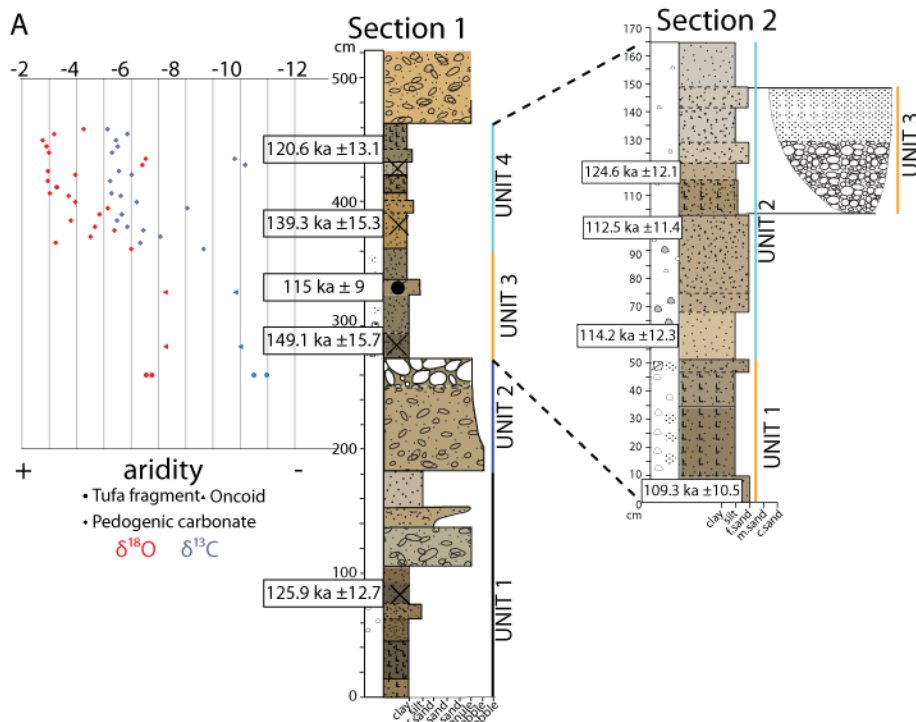 A
Section 1
Section 2
-2 -4 -6 -8 -10 -12
cm
500
400
300
200
100
0
120.6 ka ±13.1
139.3 ka ±15.3
115 ka ± 9
149.1 ka ±15.7
125.9 ka ±12.7
UNIT 4
UNIT 3
UNIT 2
UNIT 1
clay
silt
sand
sand
+ aridity -
Tufa fragment Oncoid
Pedogenic carbonate
δ18O δ13C
170
cm
160
150
140
130
110
90
80
70
50
40
30
20
10
0
cm
124.6 ka ±12.1
112.5 ka ±11.4
114.2 ka ±12.3
109.3 ka ±10.5
UNIT 3
UNIT 2
UNIT 1
clay
silt
f.sand
m.sand
c.sand